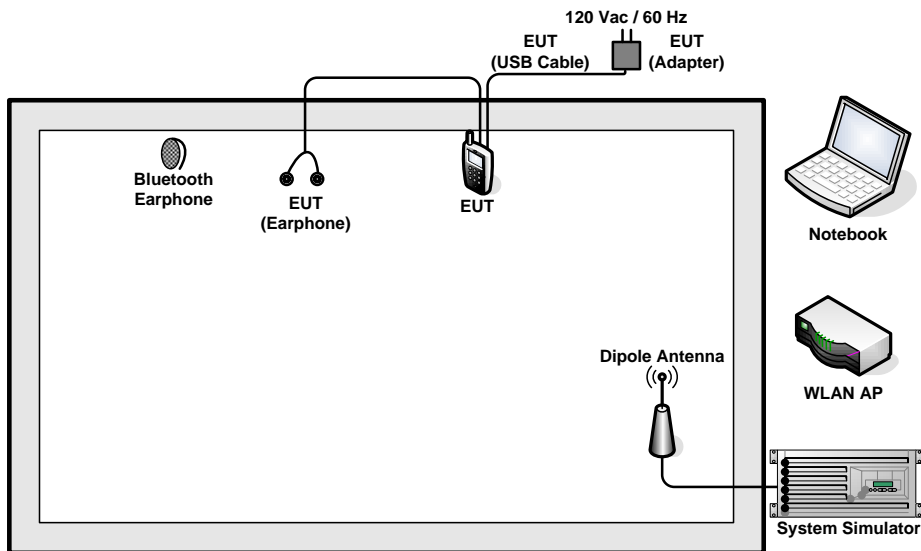 120 Vac / 60 Hz
EUT
(USB Cable)
EUT
(Adapter)
Bluetooth
Earphone
EUT
(Earphone)
EUT
Notebook
Dipole Antenna
WLAN AP
System Simulator